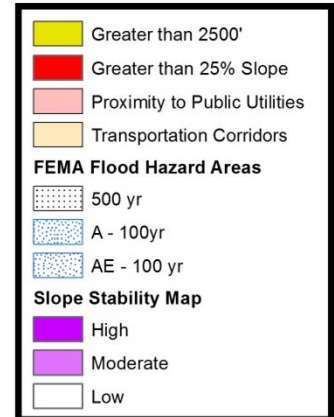 Greater than 2500'
Greater than 25% Slope
Proximity to Public Utilities
Transportation Corridors
FEMA Flood Hazard Areas
500 yr
A - 100yr
AE - 100 yr
Slope Stability Map
High
Moderate
Low